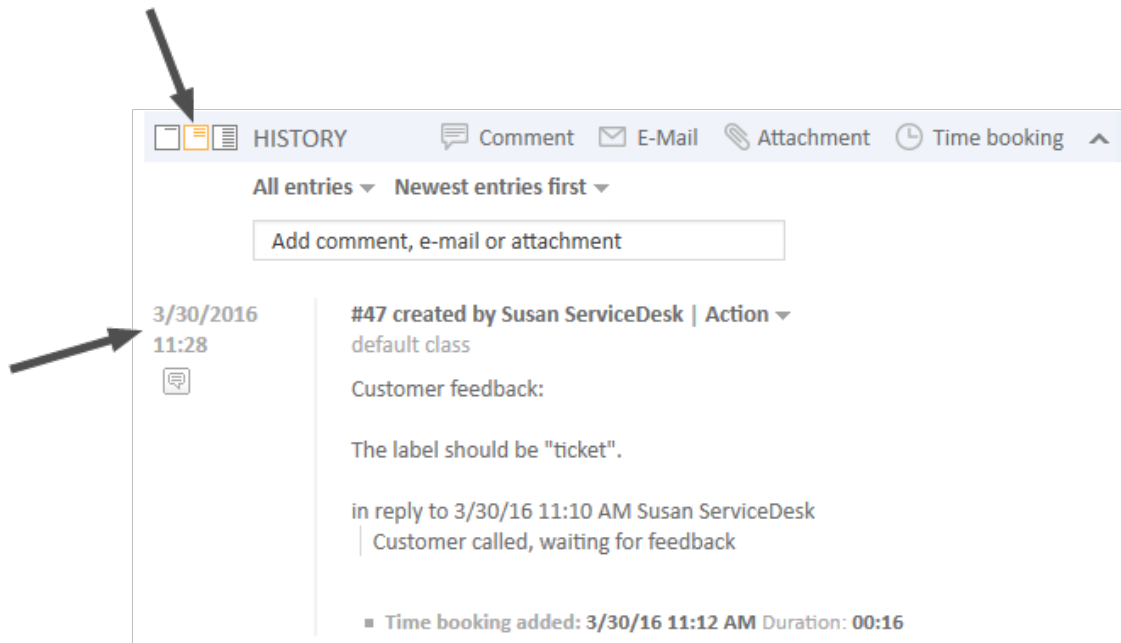 HISTORY Comment E-Mail Attachment Time booking
All entries Newest entries first
Add comment, e-mail or attachment
3/30/2016 #47 created by Susan ServiceDesk | Action
11:28 default class
Customer feedback:
The label should be "ticket".
in reply to 3/30/16 11:10 AM Susan ServiceDesk
Customer called, waiting for feedback
Time booking added: 3/30/16 11:12 AM Duration: 00:16